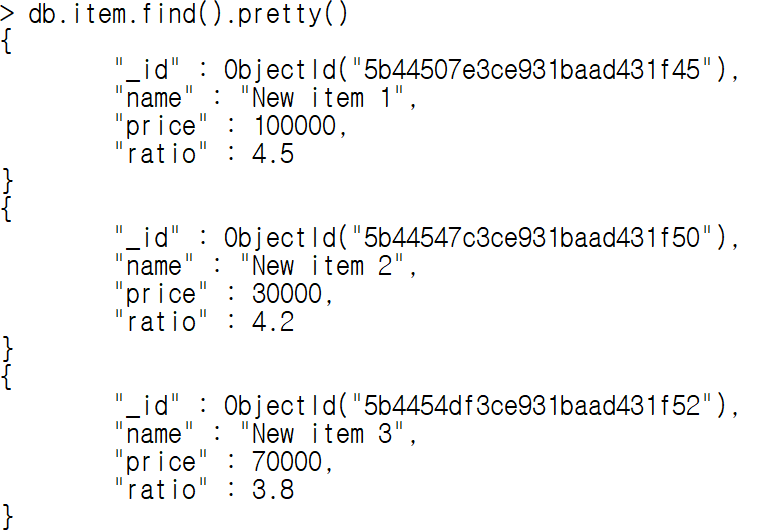 > db.item.find().pretty()
{
"_id" : ObjectId("5b44507e3ce931baad431f45"),
"name" : "New item 1",
"price" : 100000,
"ratio" : 4.5
}
{
"_id" : ObjectId("5b44547c3ce931baad431f50"),
"name" : "New item 2",
"price" : 30000,
"ratio" : 4.2
}
{
"_id" : ObjectId("5b4454df3ce931baad431f52"),
"name" : "New item 3",
"price" : 70000,
"ratio" : 3.8
}